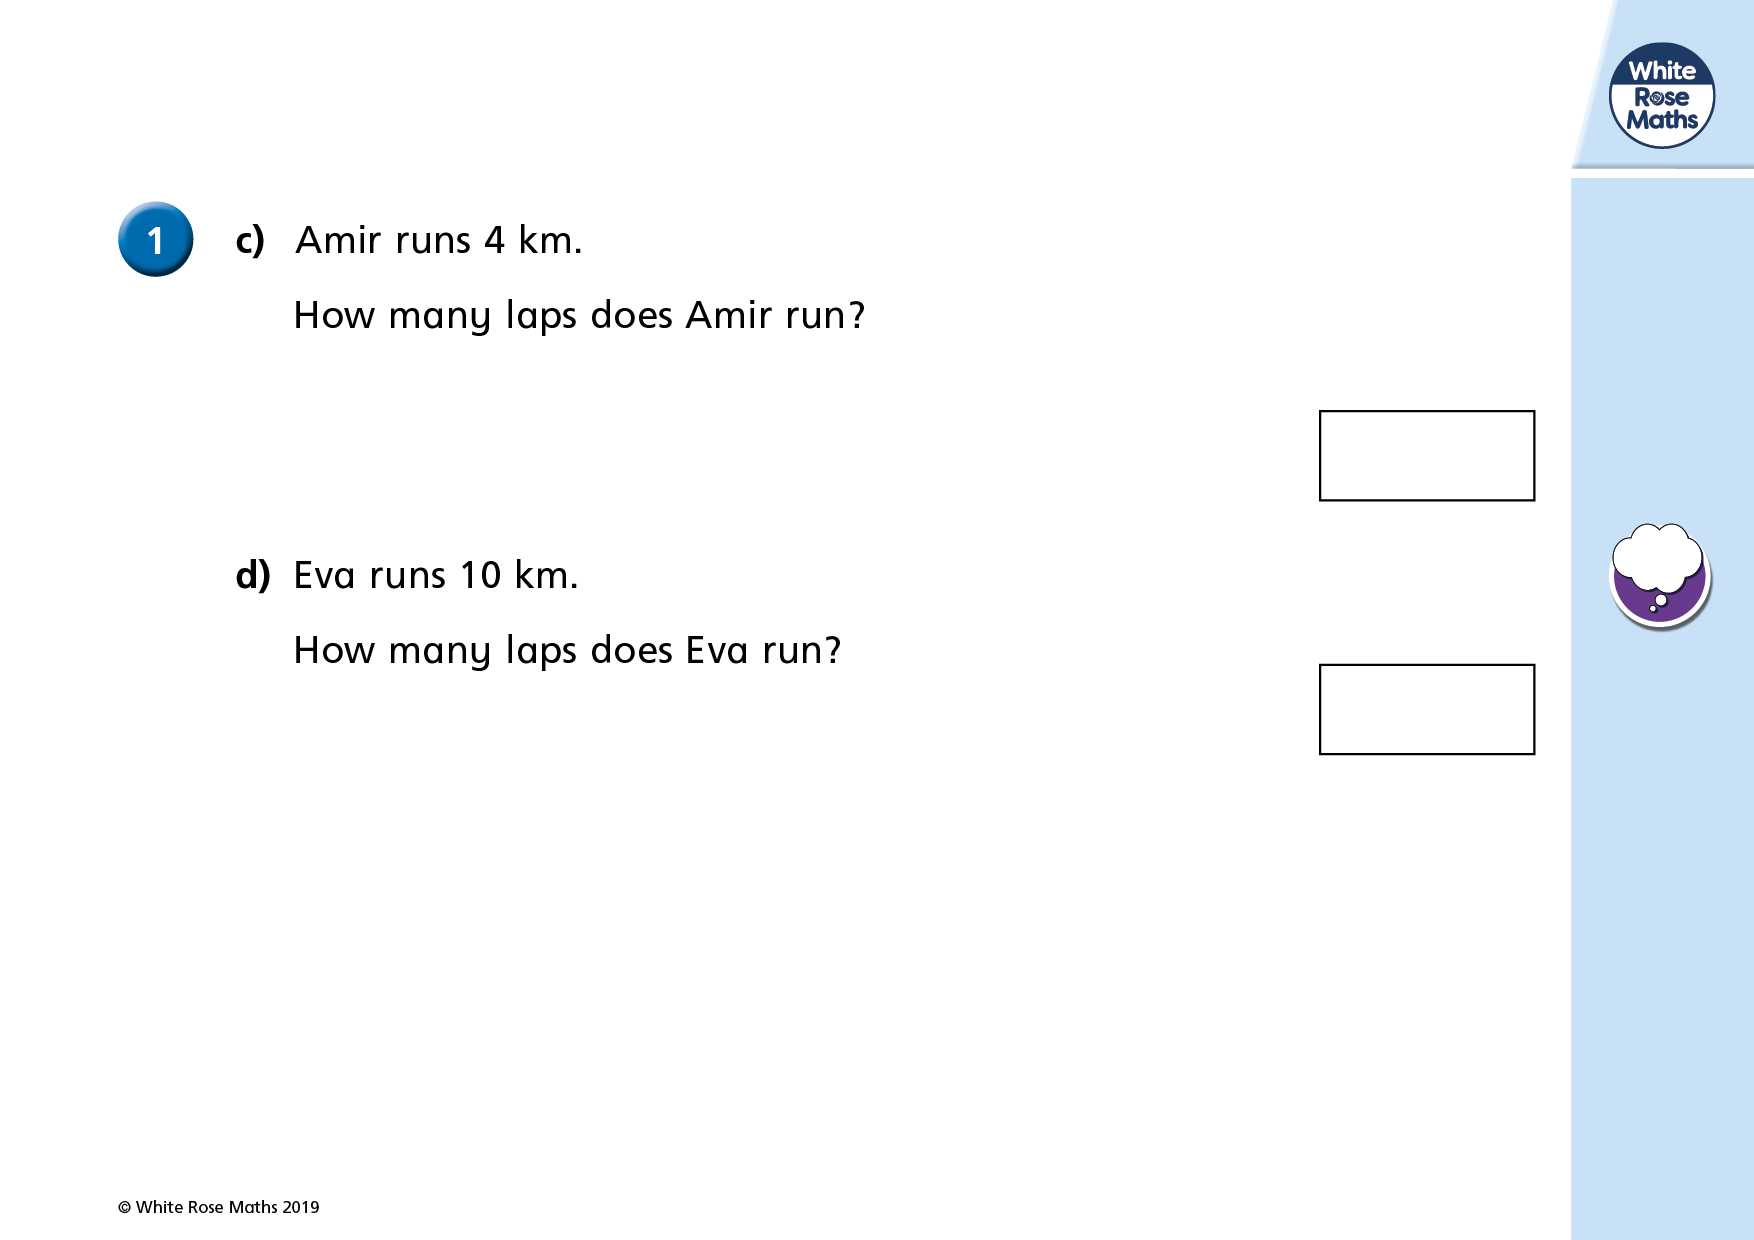 White
Rose
Maths
1 c) Amir runs 4 km.
How many laps does Amir run?
d) Eva runs 10 km.
How many laps does Eva run?
© White Rose Maths 2019